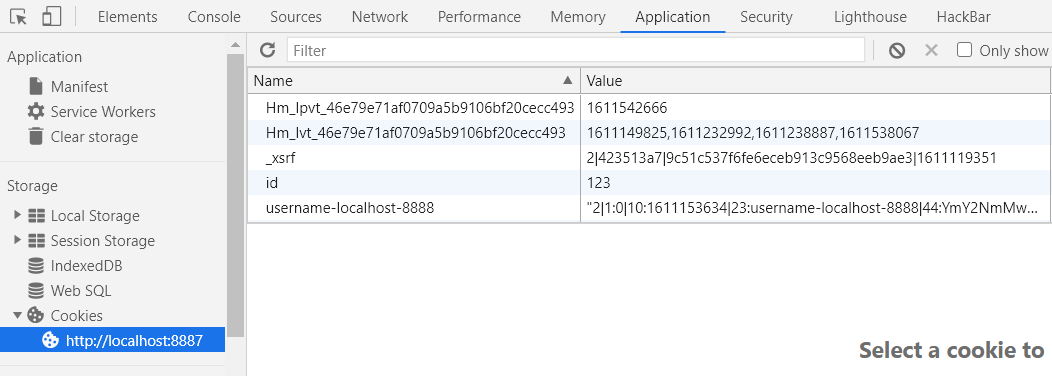 Elements Console Sources Network Performance Memory Application Security Lighthouse HackBar
Application
Manifest
Service Workers
Clear storage
Storage
Local Storage
Session Storage
IndexedDB
Web SQL
Cookies
http://localhost:8887
Filter
Only show
Name Value
Hm_lpvt_46e79e71af0709a5b9106bf20cecc493 1611542666
Hm_lvt_46e79e71af0709a5b9106bf20cecc493 1611149825,1611232992,1611238887,1611538067
_xsrf 2|423513a7|9c51c537f6fe6eceb913c9568eeb9ae3|1611119351
id 123
username-localhost-8888 "2|1:0|10:1611153634|23:username-localhost-8888|44:YmY2NmMw...
Select a cookie to